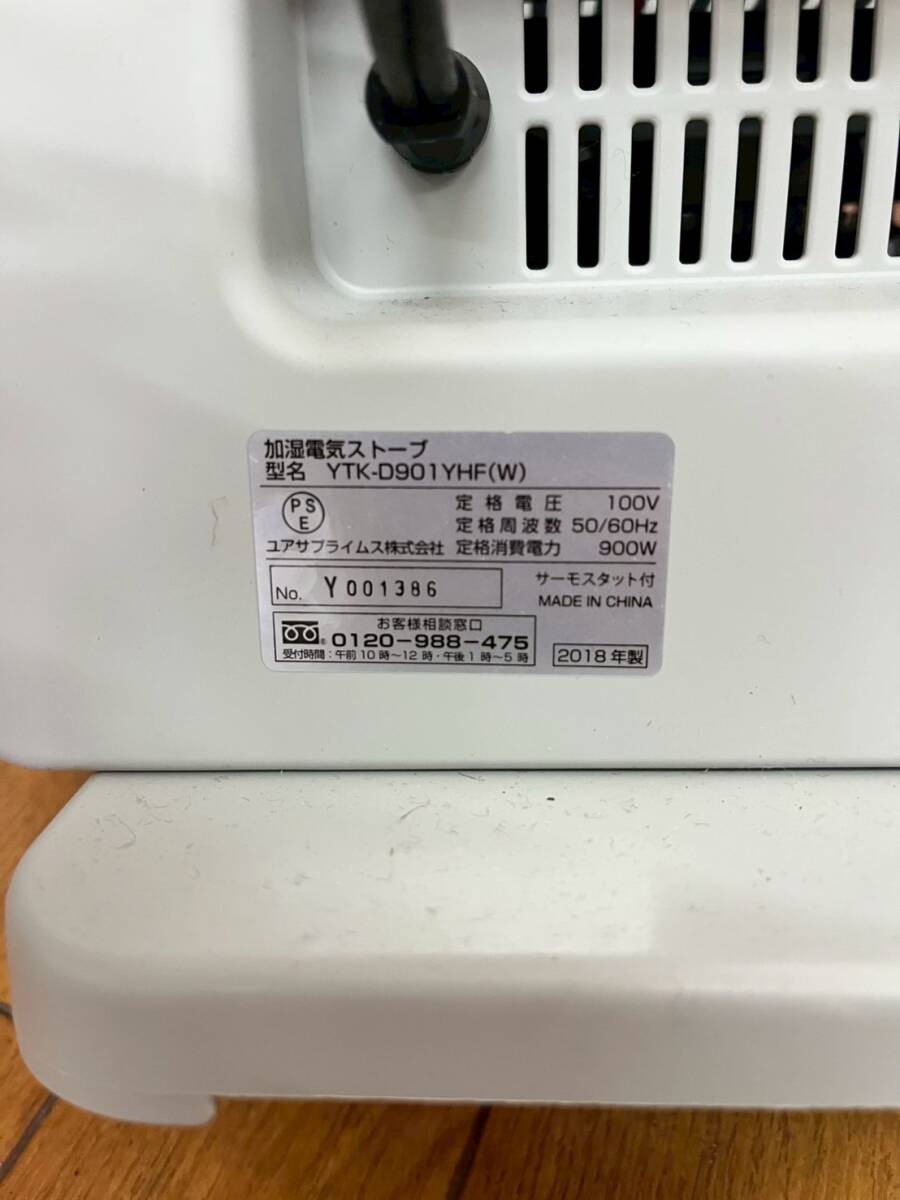 加湿電気ストーブ
型名 YTK-D901YHF(W)
PS
E
定格電圧 100V
定格周波数 50/60Hz
ユアサプライムス株式会社 定格消費電力 900W
No. Y 001386
サーモスタット付
MADE IN CHINA
お客様相談窓口
0120-988-475
受付時間:午前10時〜12時・午後1時〜5時
2018年製